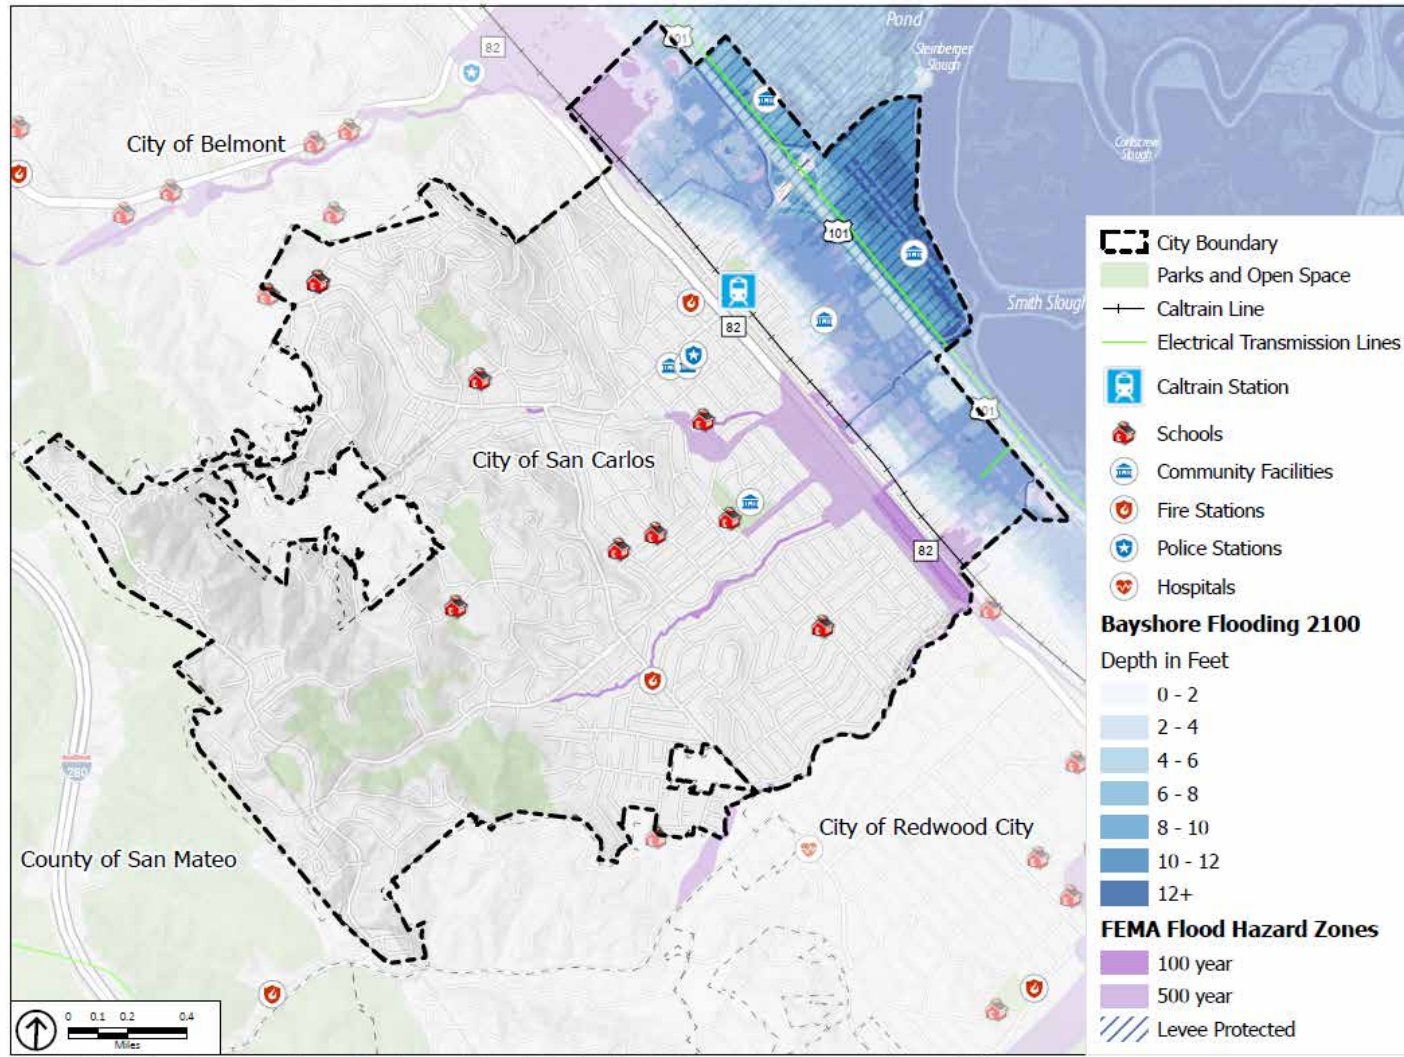 Pond
101
82
Steinberger
Slough
City of Belmont
Corkscrew
Slough
101
City Boundary
Parks and Open Space
Smith Slough
Caltrain Line
82
Electrical Transmission Lines
Caltrain Station
101
Schools
City of San Carlos
Community Facilities
Fire Stations
82
Police Stations
Hospitals
Bayshore Flooding 2100
Depth in Feet
0 - 2
2 - 4
4 - 6
280
6 - 8
City of Redwood City
8 - 10
County of San Mateo
10 - 12
12+
FEMA Flood Hazard Zones
100 year
500 year
Levee Protected
0 0.1 0.2 0.4
Miles